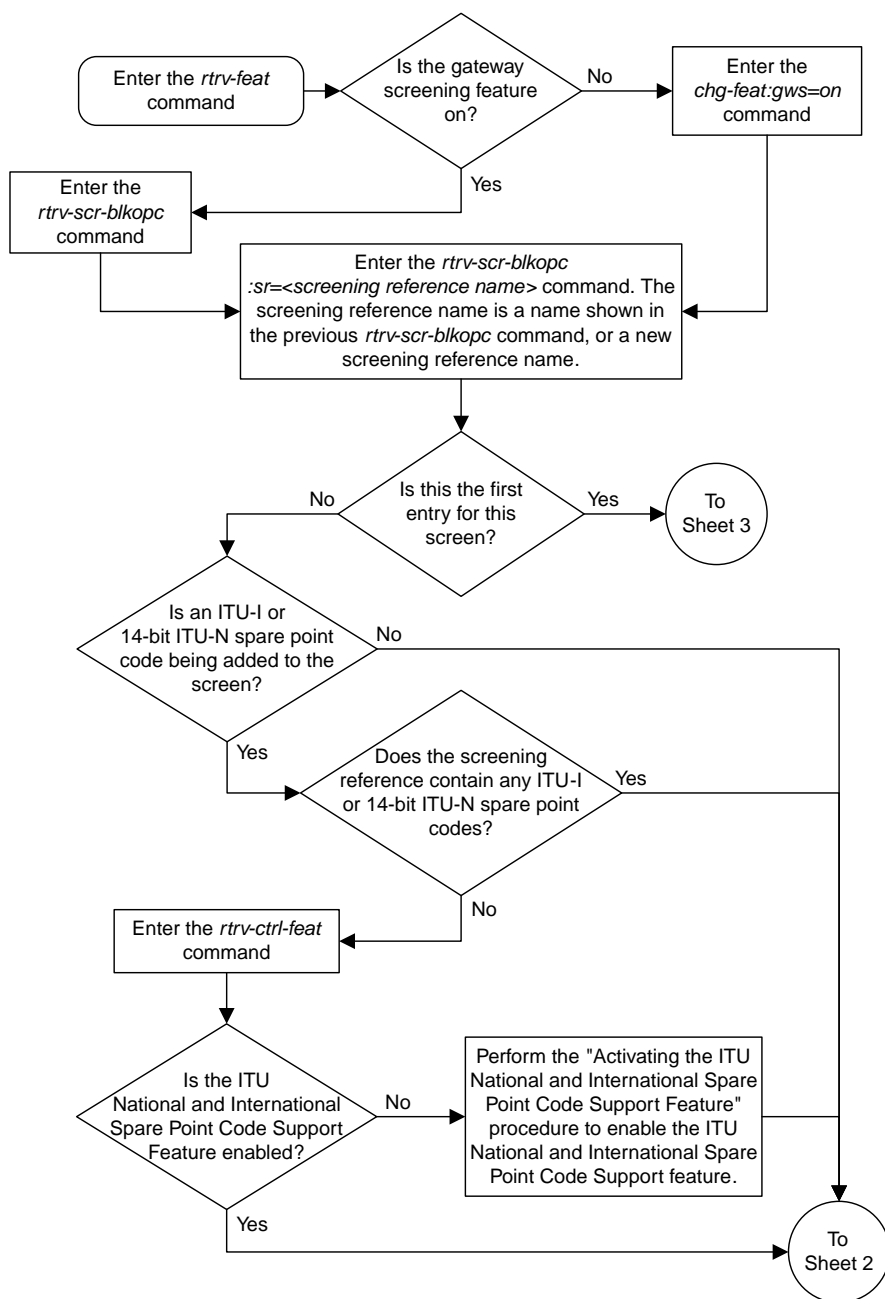 Enter the rtrv-feat
command
Is the gateway
screening feature
on?
No
Enter the
chg-feat:gws=on
command
Yes
Enter the
rtrv-scr-blkopc
command
Enter the rtrv-scr-blkopc
:sr=<screening reference name> command. The
screening reference name is a name shown in
the previous rtrv-scr-blkopc command, or a new
screening reference name.
No
Is this the first
entry for this
screen?
Yes
To
Sheet 3
Is an ITU-I or
14-bit ITU-N spare point
code being added to the
screen?
No
Yes
Does the screening
reference contain any ITU-I
or 14-bit ITU-N spare point
codes?
Yes
No
Enter the rtrv-ctrl-feat
command
Is the ITU
National and International
Spare Point Code Support
Feature enabled?
No
Perform the "Activating the ITU
National and International Spare
Point Code Support Feature"
procedure to enable the ITU
National and International Spare
Point Code Support feature.
Yes
To
Sheet 2